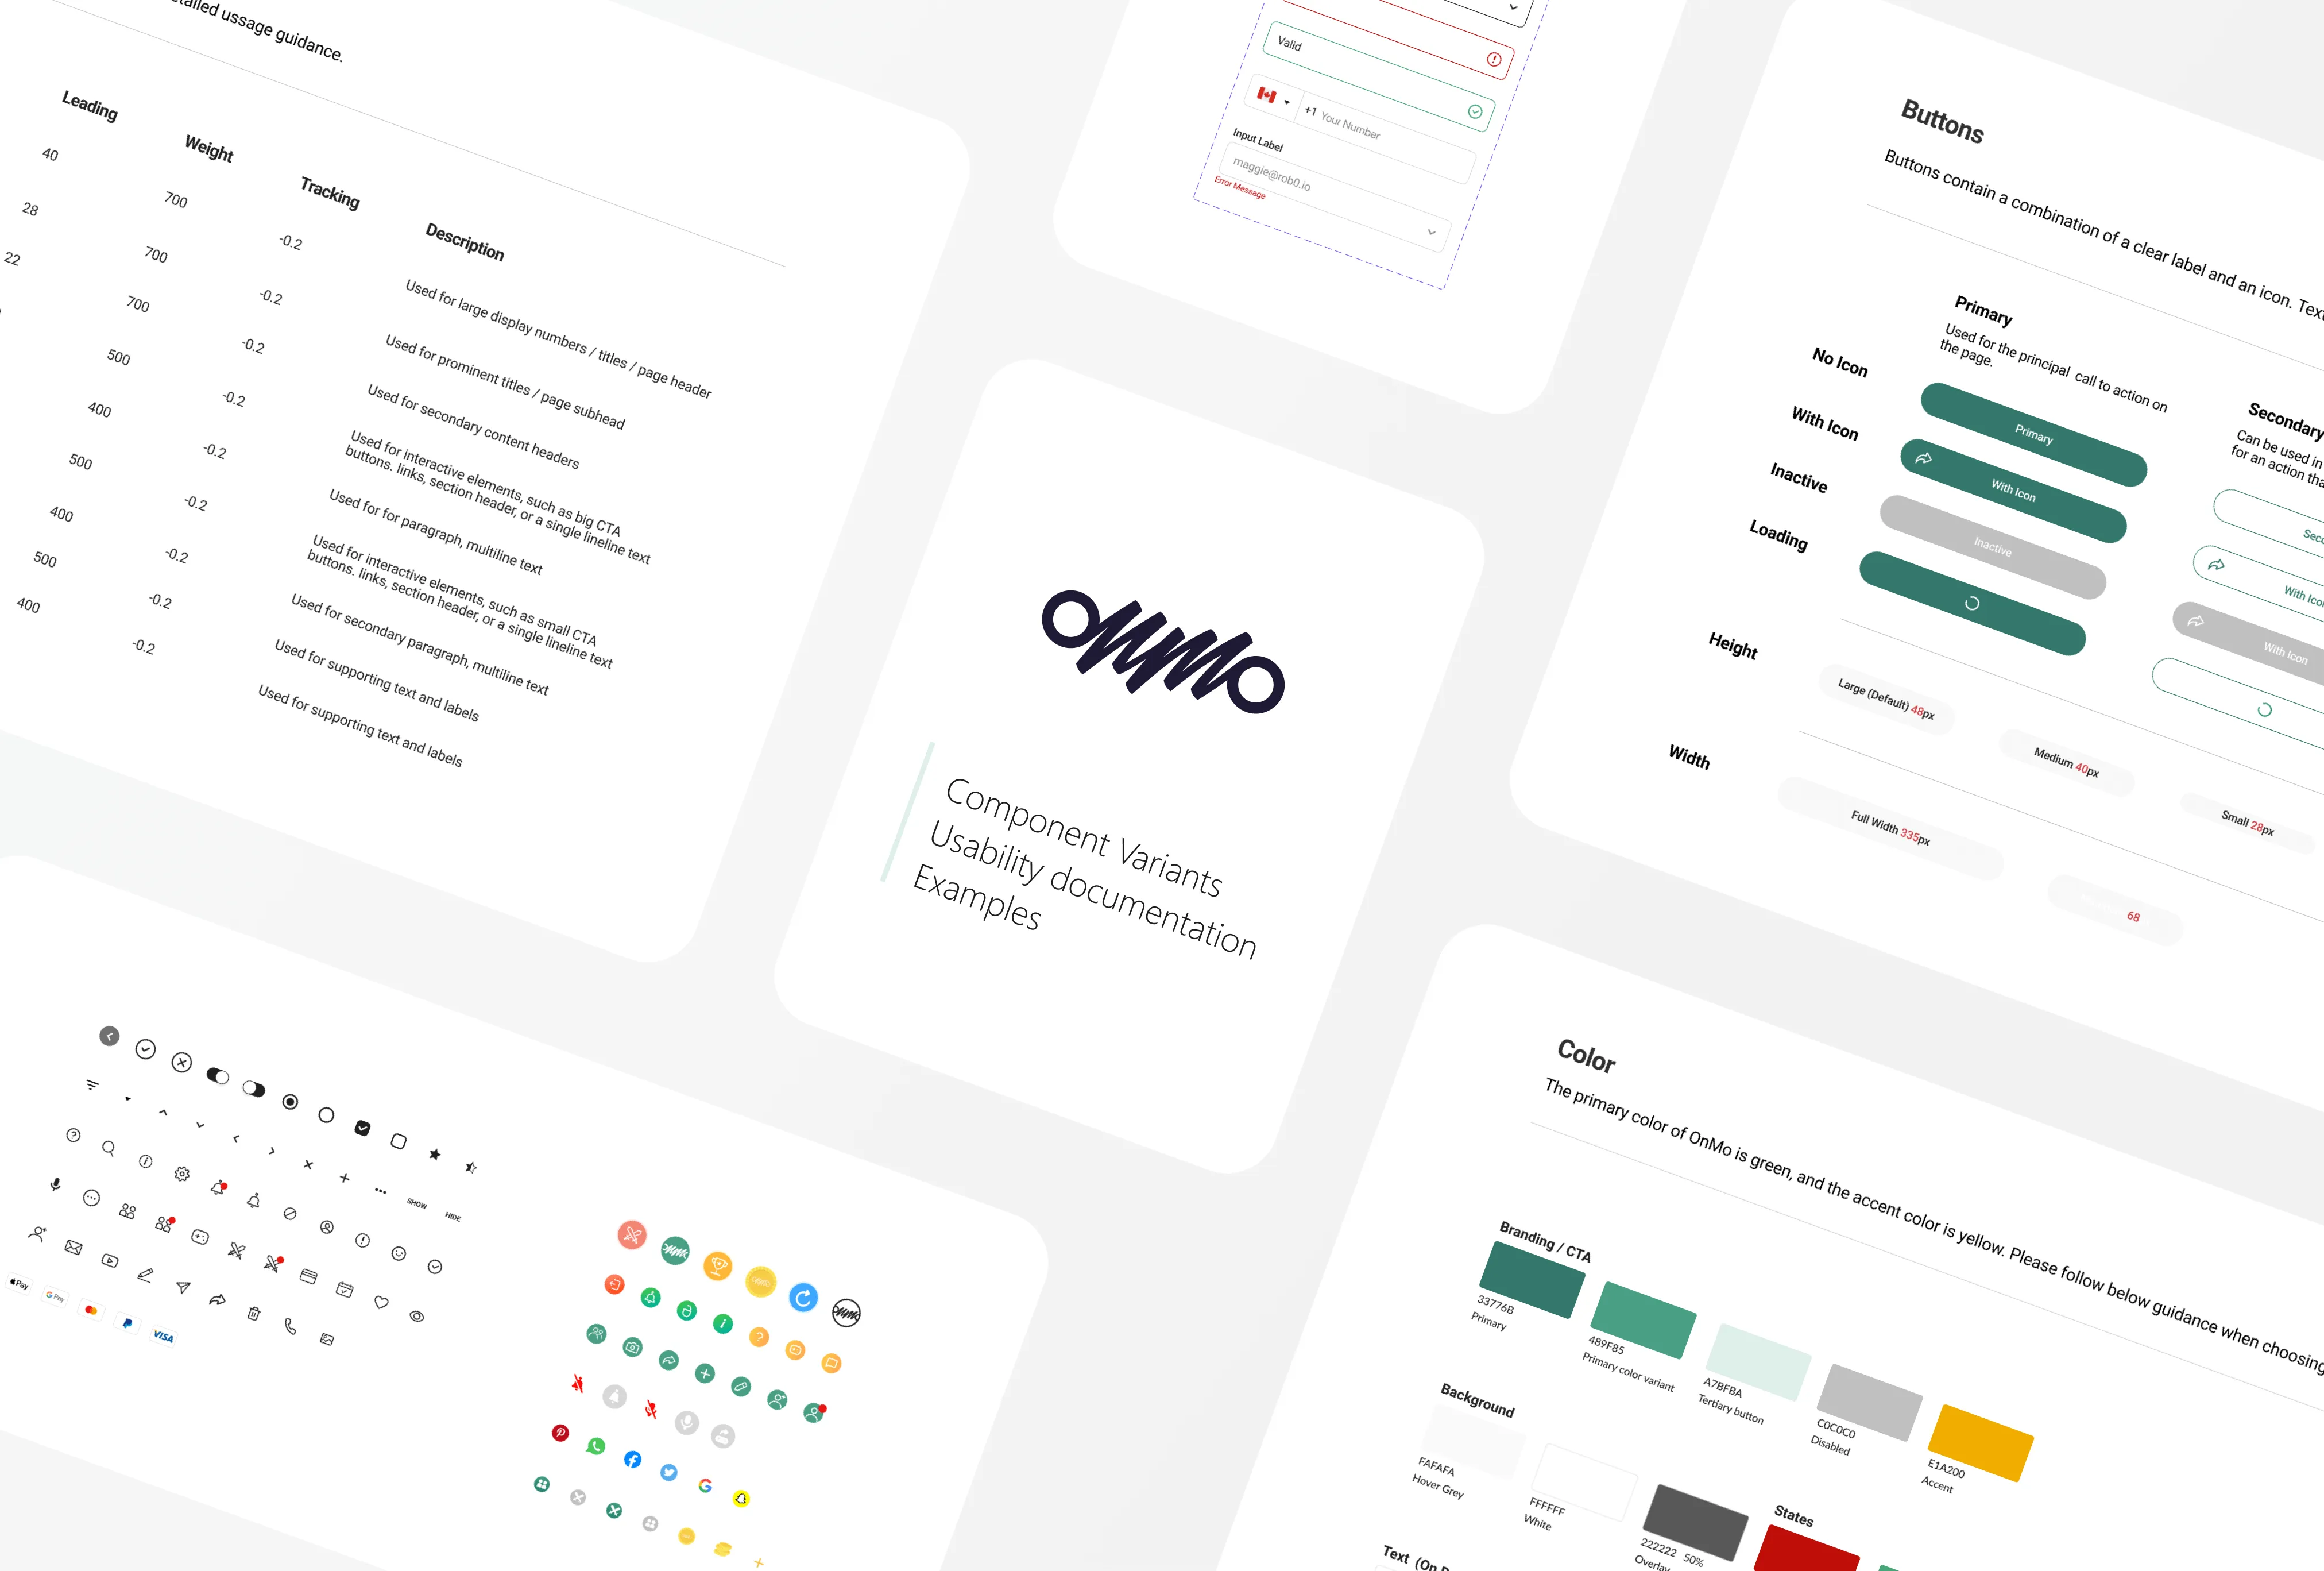 talled ussage guidance.
Leading
Weight
Tracking
Description
40
700
-0.2
Used for large display numbers / titles / page header
28
700
-0.2
Used for prominent titles / page subhead
22
700
-0.2
Used for secondary content headers
500
-0.2
Used for interactive elements, such as big CTA
buttons. links, section header, or a single lineline text
400
-0.2
Used for for paragraph, multiline text
500
-0.2
Used for interactive elements, such as small CTA
buttons. links, section header, or a single lineline text
400
-0.2
Used for secondary paragraph, multiline text
500
-0.2
Used for supporting text and labels
400
-0.2
Used for supporting text and labels
Valid
+1 Your Number
Input Label
maggie@rob0.io
Error Message
OnMo
Component Variants
Usability documentation
Examples
Buttons
Buttons contain a combination of a clear label and an icon. Text
Primary
Used for the principal call to action on
the page.
Secondary
Can be used in
for an action tha
No Icon
Primary
Seco
With Icon
With Icon
With Icon
Inactive
Inactive
With Icon
Loading
Height
Large (Default) 48px
Medium 40px
Small 28px
Width
Full Width 335px
68
SHOW
HIDE
Pay
G Pay
VISA
Color
The primary color of OnMo is green, and the accent color is yellow. Please follow below guidance when choosing
Branding / CTA
33776B
Primary
489F85
Primary color variant
A7BFBA
Tertiary button
C0C0C0
Disabled
E1A200
Accent
Background
FAFAFA
Hover Grey
FFFFFF
White
222222 50%
Overlay
States
Text (On